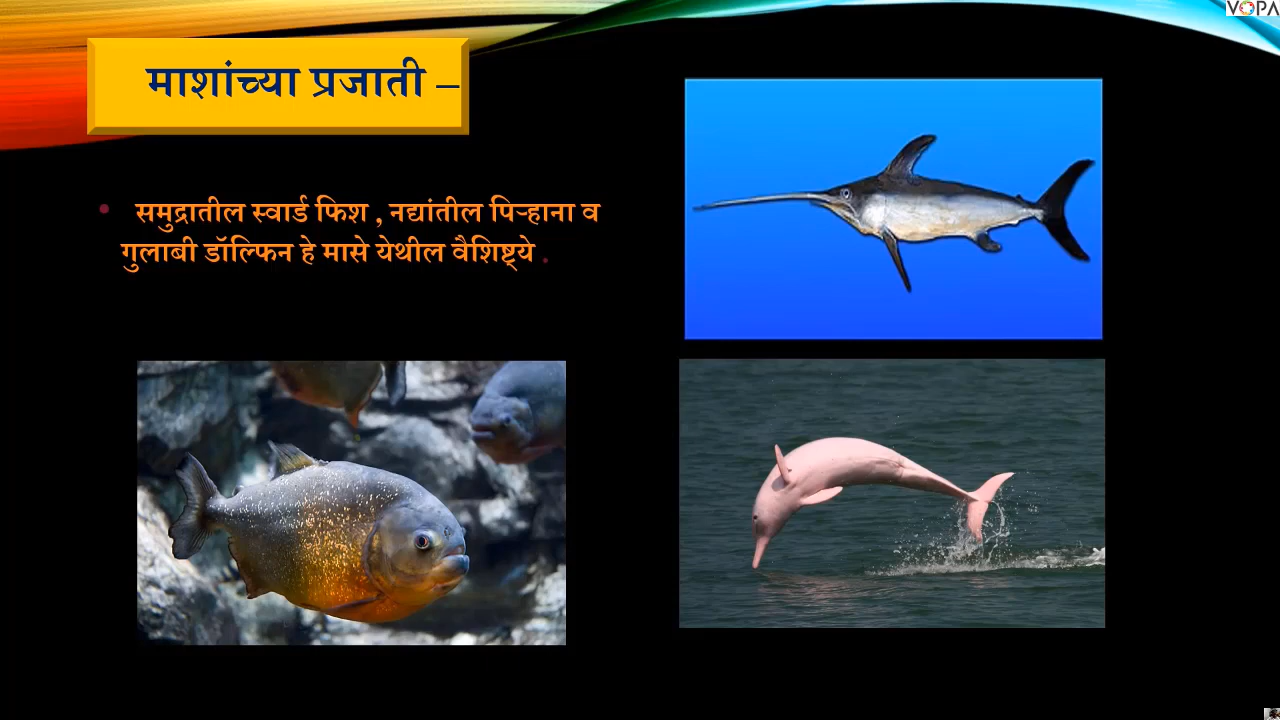 VOPA
माशांच्या प्रजाती –
• समुद्रातील स्वार्ड फिश , नद्यांतील पिऱ्हाना व
गुलाबी डॉल्फिन हे मासे येथील वैशिष्ट्ये .